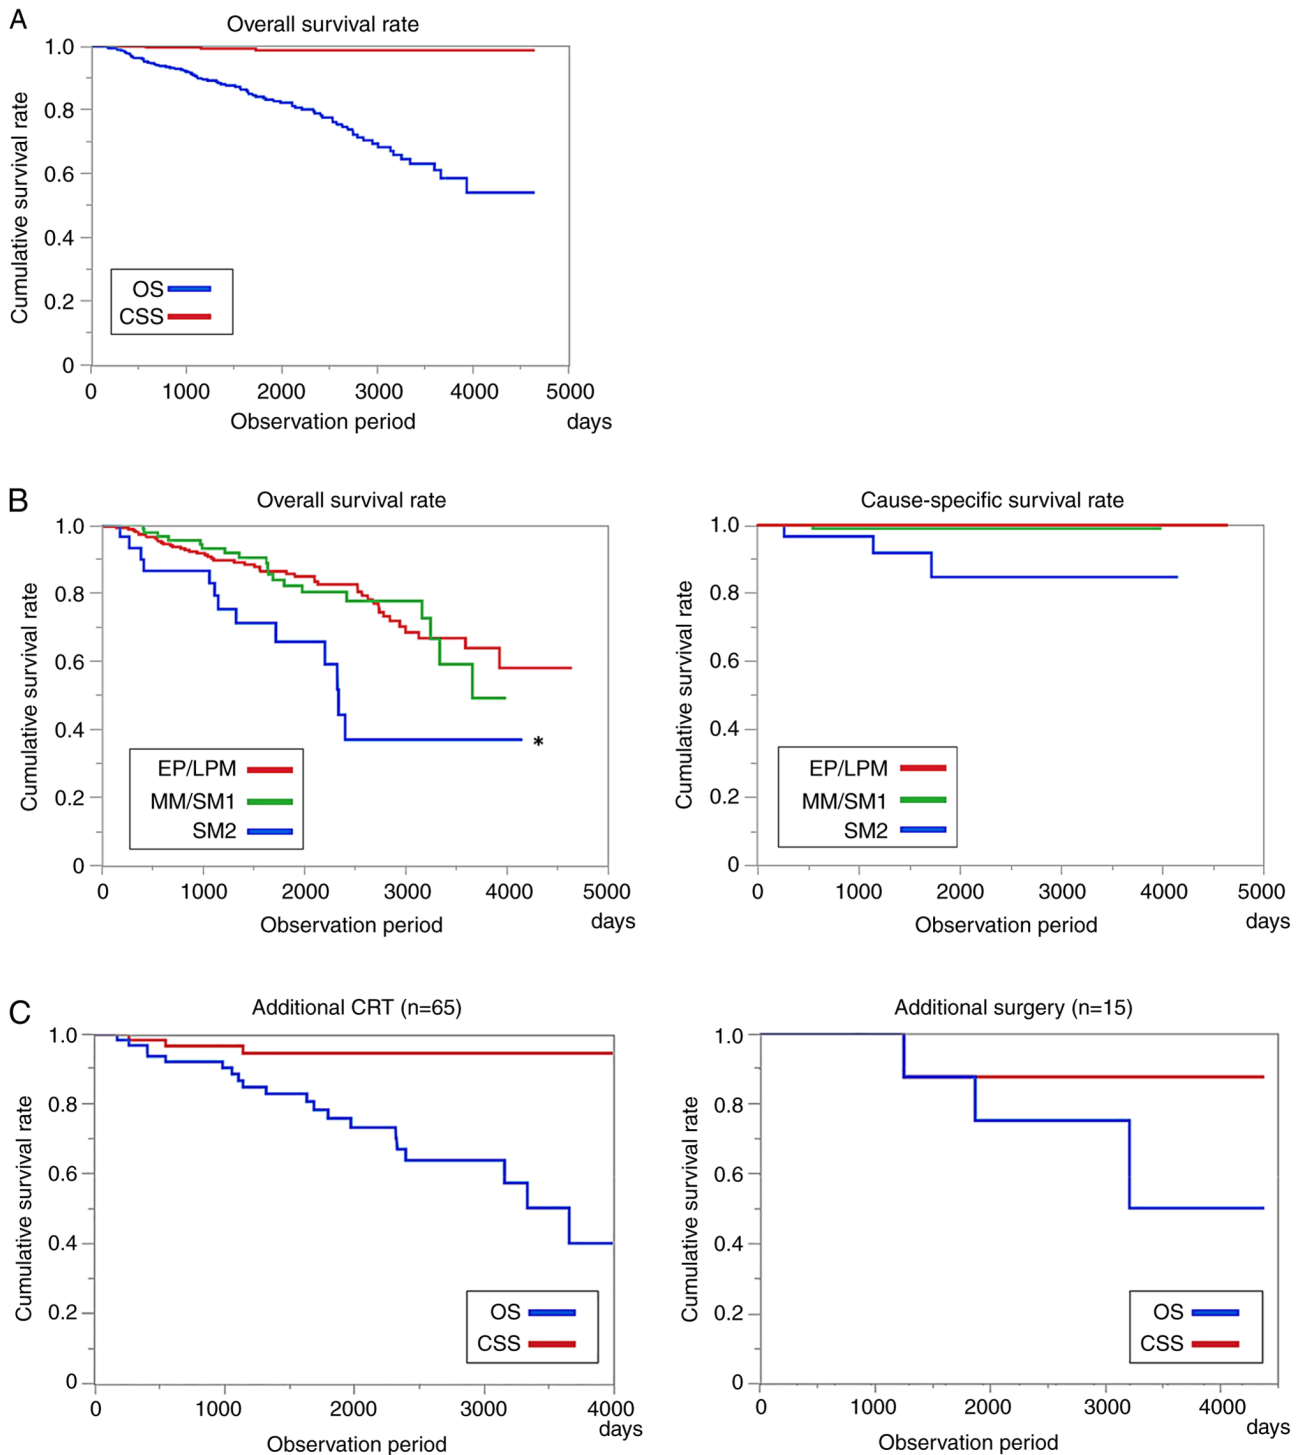 A
Overall survival rate
Cumulative survival rate
1.0
0.8
0.6
0.4
0.2
0
OS
CSS
0 1000 2000 3000 4000 5000
Observation period
days
B
Overall survival rate
Cumulative survival rate
1.0
0.8
0.6
0.4
0.2
0
*
EP/LPM
MM/SM1
SM2
0 1000 2000 3000 4000 5000
Observation period
days
Cause-specific survival rate
Cumulative survival rate
1.0
0.8
0.6
0.4
0.2
0
EP/LPM
MM/SM1
SM2
0 1000 2000 3000 4000 5000
Observation period
days
C
Additional CRT (n=65)
Cumulative survival rate
1.0
0.8
0.6
0.4
0.2
0
OS
CSS
0 1000 2000 3000 4000
days
Observation period
Additional surgery (n=15)
Cumulative survival rate
1.0
0.8
0.6
0.4
0.2
0
OS
CSS
0 1000 2000 3000 4000
days
Observation period